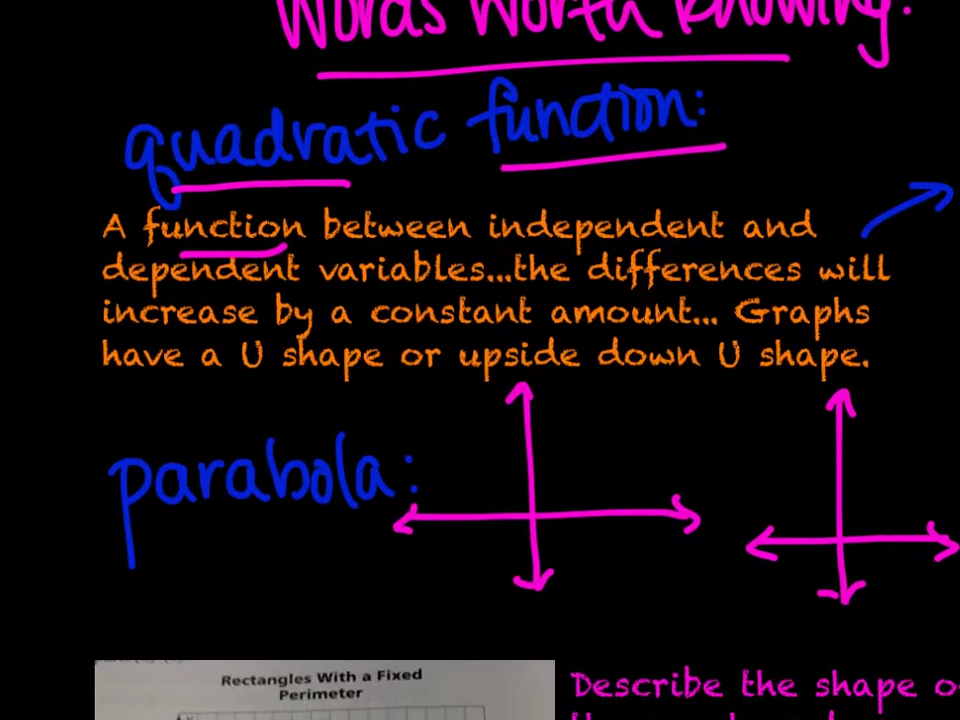 Words Worth Knowing:
quadratic function:
A function between independent and
dependent variables...the differences will
increase by a constant amount... Graphs
have a U shape or upside down U shape.
parabola:
Rectangles With a Fixed
Perimeter
Describe the shape